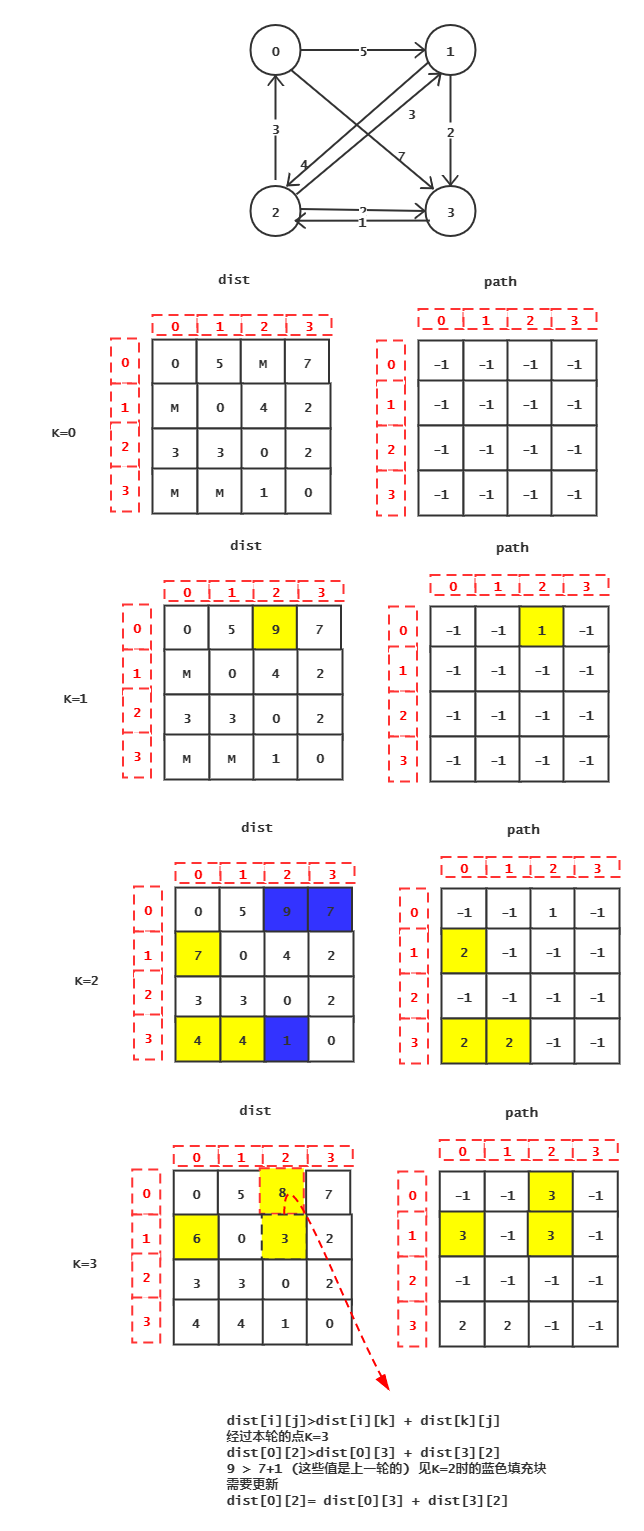 0 5 1
3 3 2
4 7
2 2 3
1
dist path
0 1 2 3 0 1 2 3
0 0 5 M 7 0 -1 -1 -1 -1
1 M 0 4 2 1 -1 -1 -1 -1
K=0
2 3 3 0 2 2 -1 -1 -1 -1
3 M M 1 0 3 -1 -1 -1 -1
dist path
0 1 2 3 0 1 2 3
0 0 5 9 7 0 -1 -1 1 -1
1 M 0 4 2 1 -1 -1 -1 -1
K=1
2 3 3 0 2 2 -1 -1 -1 -1
3 M M 1 0 3 -1 -1 -1 -1
dist path
0 1 2 3 0 1 2 3
0 0 5 9 7 0 -1 -1 1 -1
1 7 0 4 2 1 2 -1 -1 -1
K=2
2 3 3 0 2 2 -1 -1 -1 -1
3 4 4 1 0 3 2 2 -1 -1
dist path
0 1 2 3 0 1 2 3
0 0 5 8 7 0 -1 -1 3 -1
1 6 0 3 2 1 3 -1 3 -1
K=3
2 3 3 0 2 2 -1 -1 -1 -1
3 4 4 1 0 3 2 2 -1 -1
dist[i][j]>dist[i][k] + dist[k][j]
经过本轮的点K=3
dist[0][2]>dist[0][3] + dist[3][2]
9 > 7+1 (这些值是上一轮的) 见K=2时的蓝色填充块
需要更新
dist[0][2]= dist[0][3] + dist[3][2]